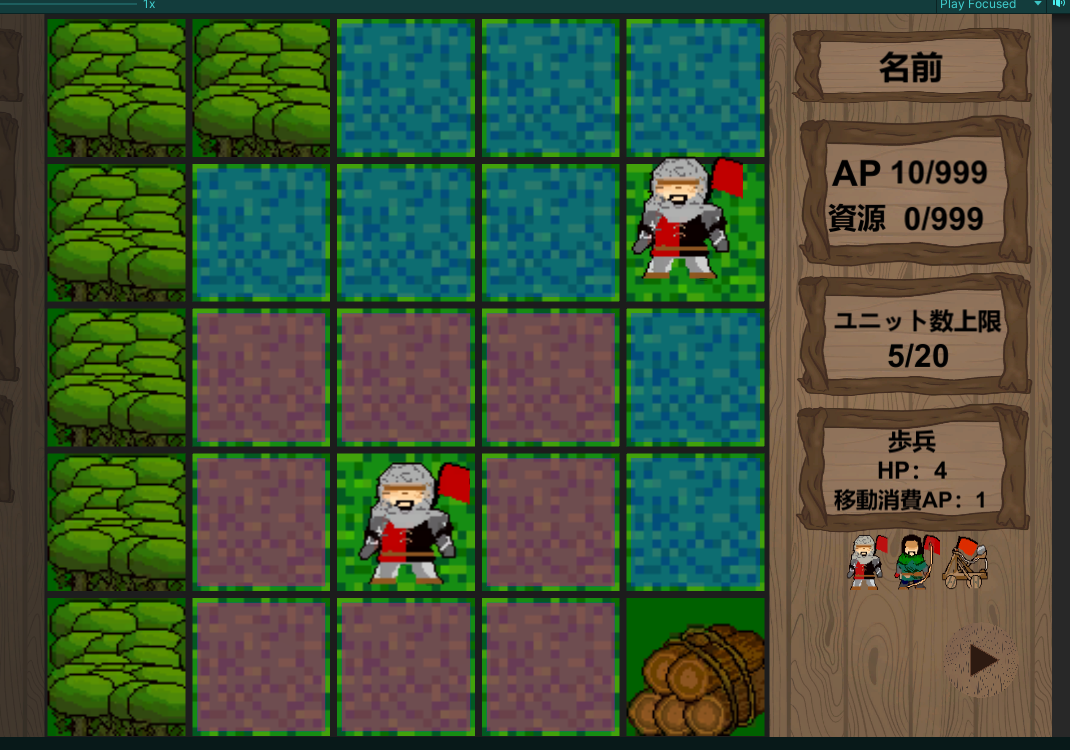 1x
Play Focused
名前
AP 10/999
資源 0/999
ユニット数上限
5/20
歩兵
HP：4
移動消費AP：1